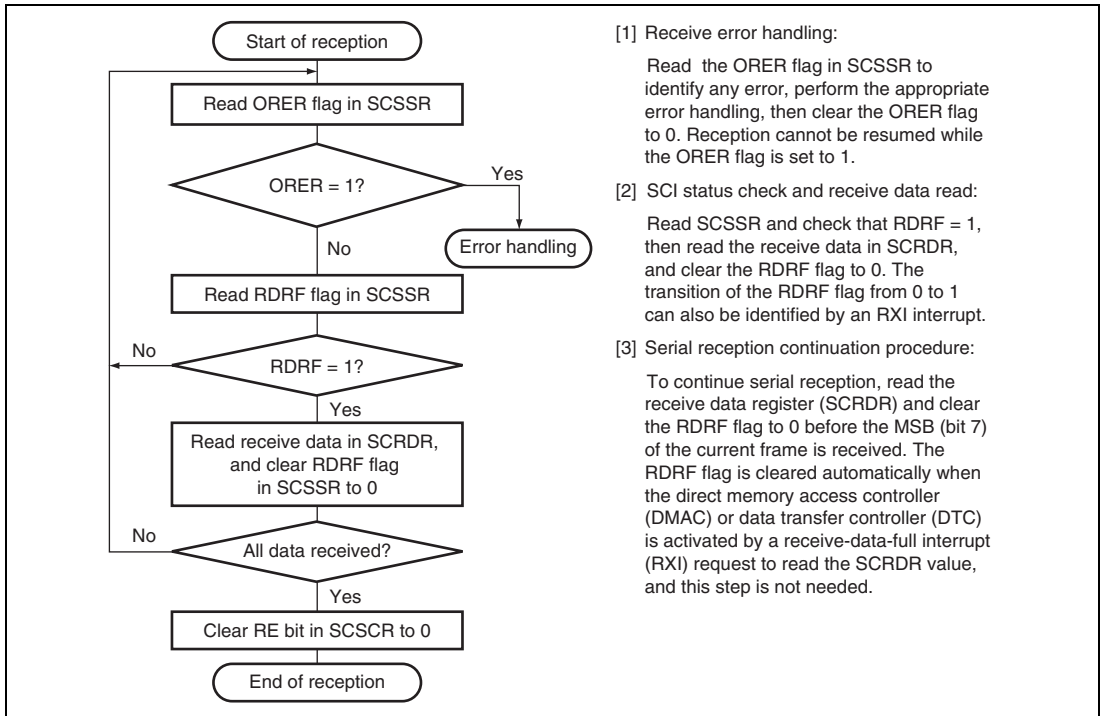 Start of reception
Read ORER flag in SCSSR
ORER = 1?
Yes
Error handling
No
Read RDRF flag in SCSSR
No
RDRF = 1?
Yes
Read receive data in SCRDR,
and clear RDRF flag
in SCSSR to 0
No
All data received?
Yes
Clear RE bit in SCSCR to 0
End of reception
[1] Receive error handling:
Read the ORER flag in SCSSR to
identify any error, perform the appropriate
error handling, then clear the ORER flag
to 0. Reception cannot be resumed while
the ORER flag is set to 1.
[2] SCI status check and receive data read:
Read SCSSR and check that RDRF = 1,
then read the receive data in SCRDR,
and clear the RDRF flag to 0. The
transition of the RDRF flag from 0 to 1
can also be identified by an RXI interrupt.
[3] Serial reception continuation procedure:
To continue serial reception, read the
receive data register (SCRDR) and clear
the RDRF flag to 0 before the MSB (bit 7)
of the current frame is received. The
RDRF flag is cleared automatically when
the direct memory access controller
(DMAC) or data transfer controller (DTC)
is activated by a receive-data-full interrupt
(RXI) request to read the SCRDR value,
and this step is not needed.